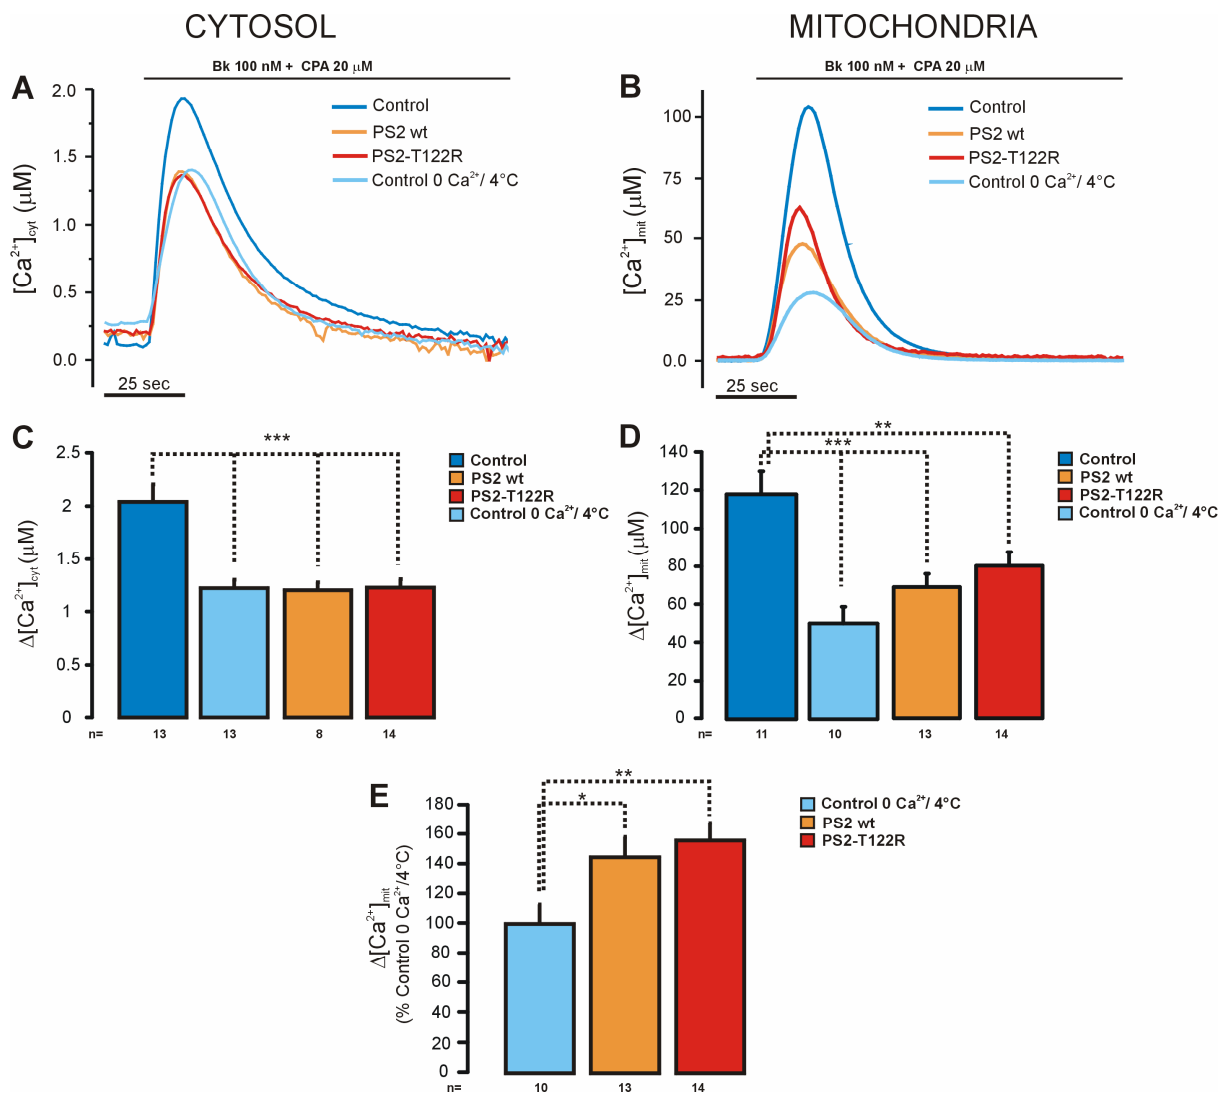 CYTOSOL
MITOCHONDRIA
A
Bk 100 nM + CPA 20 μM
[Ca²⁺]cyt (μM)
2.0
1.5
1.0
0.5
0.0
Control
PS2 wt
PS2-T122R
Control 0 Ca²⁺/ 4°C
25 sec
B
Bk 100 nM + CPA 20 μM
[Ca²⁺]mit (μM)
100
75
50
25
0.0
Control
PS2 wt
PS2-T122R
Control 0 Ca²⁺/ 4°C
25 sec
C
Δ[Ca²⁺]cyt (μM)
2.5
2
1.5
1
0.5
0
***
Control
PS2 wt
PS2-T122R
Control 0 Ca²⁺/ 4°C
n= 13 13 8 14
D
Δ[Ca²⁺]mit (μM)
140
120
100
80
60
40
20
0
**
***
Control
PS2 wt
PS2-T122R
Control 0 Ca²⁺/ 4°C
n= 11 10 13 14
E
Δ[Ca²⁺]mit
(% Control 0 Ca²⁺/4°C)
180
160
140
120
100
80
60
40
20
0
**
*
Control 0 Ca²⁺/ 4°C
PS2 wt
PS2-T122R
n= 10 13 14